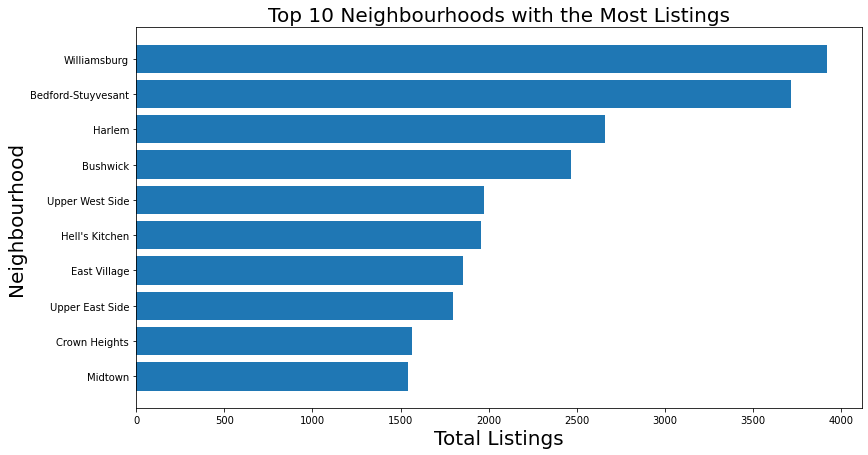 Top 10 Neighbourhoods with the Most Listings
Neighbourhood
Williamsburg
Bedford-Stuyvesant
Harlem
Bushwick
Upper West Side
Hell's Kitchen
East Village
Upper East Side
Crown Heights
Midtown
0 500 1000 1500 2000 2500 3000 3500 4000
Total Listings